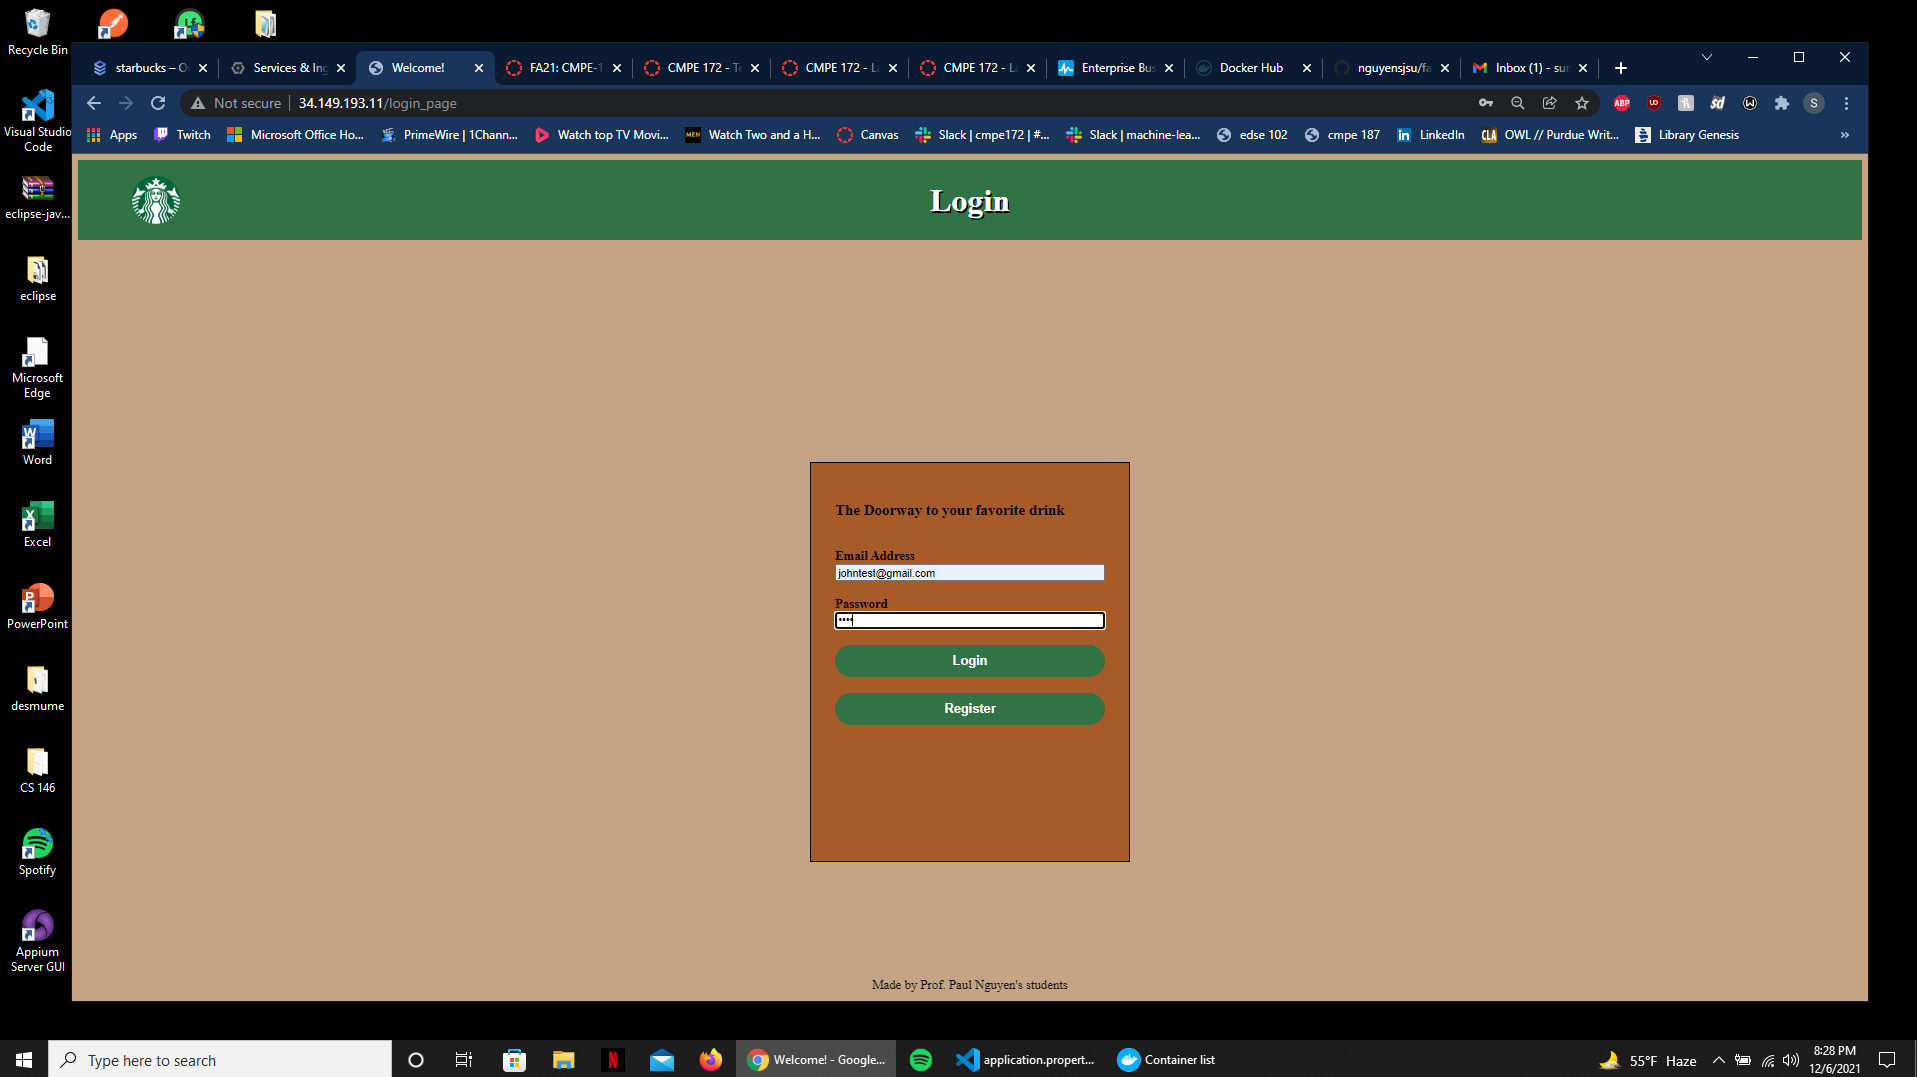 Recycle Bin
starbucks – O
Services & Ing
Welcome!
FA21: CMPE-1
CMPE 172 - Te
CMPE 172 - La
CMPE 172 - La
Enterprise Bus
Docker Hub
nguyensjsu/fa
Inbox (1) - sur
Not secure
34.149.193.11/login_page
ABP
S
Apps
Twitch
Microsoft Office Ho...
PrimeWire | 1Chann...
Watch top TV Movi...
Watch Two and a H...
Canvas
Slack | cmpe172 | #...
Slack | machine-lea...
edse 102
cmpe 187
LinkedIn
OWL // Purdue Writ...
Library Genesis
»
Visual Studio
Code
eclipse-jav...
eclipse
Microsoft
Edge
Word
Excel
PowerPoint
desmume
CS 146
Spotify
Appium
Server GUI
Login
The Doorway to your favorite drink
Email Address
johntest@gmail.com
Password
••••
Login
Register
Made by Prof. Paul Nguyen's students
Type here to search
Welcome! - Google...
application.propert...
Container list
55°F Haze
8:28 PM
12/6/2021